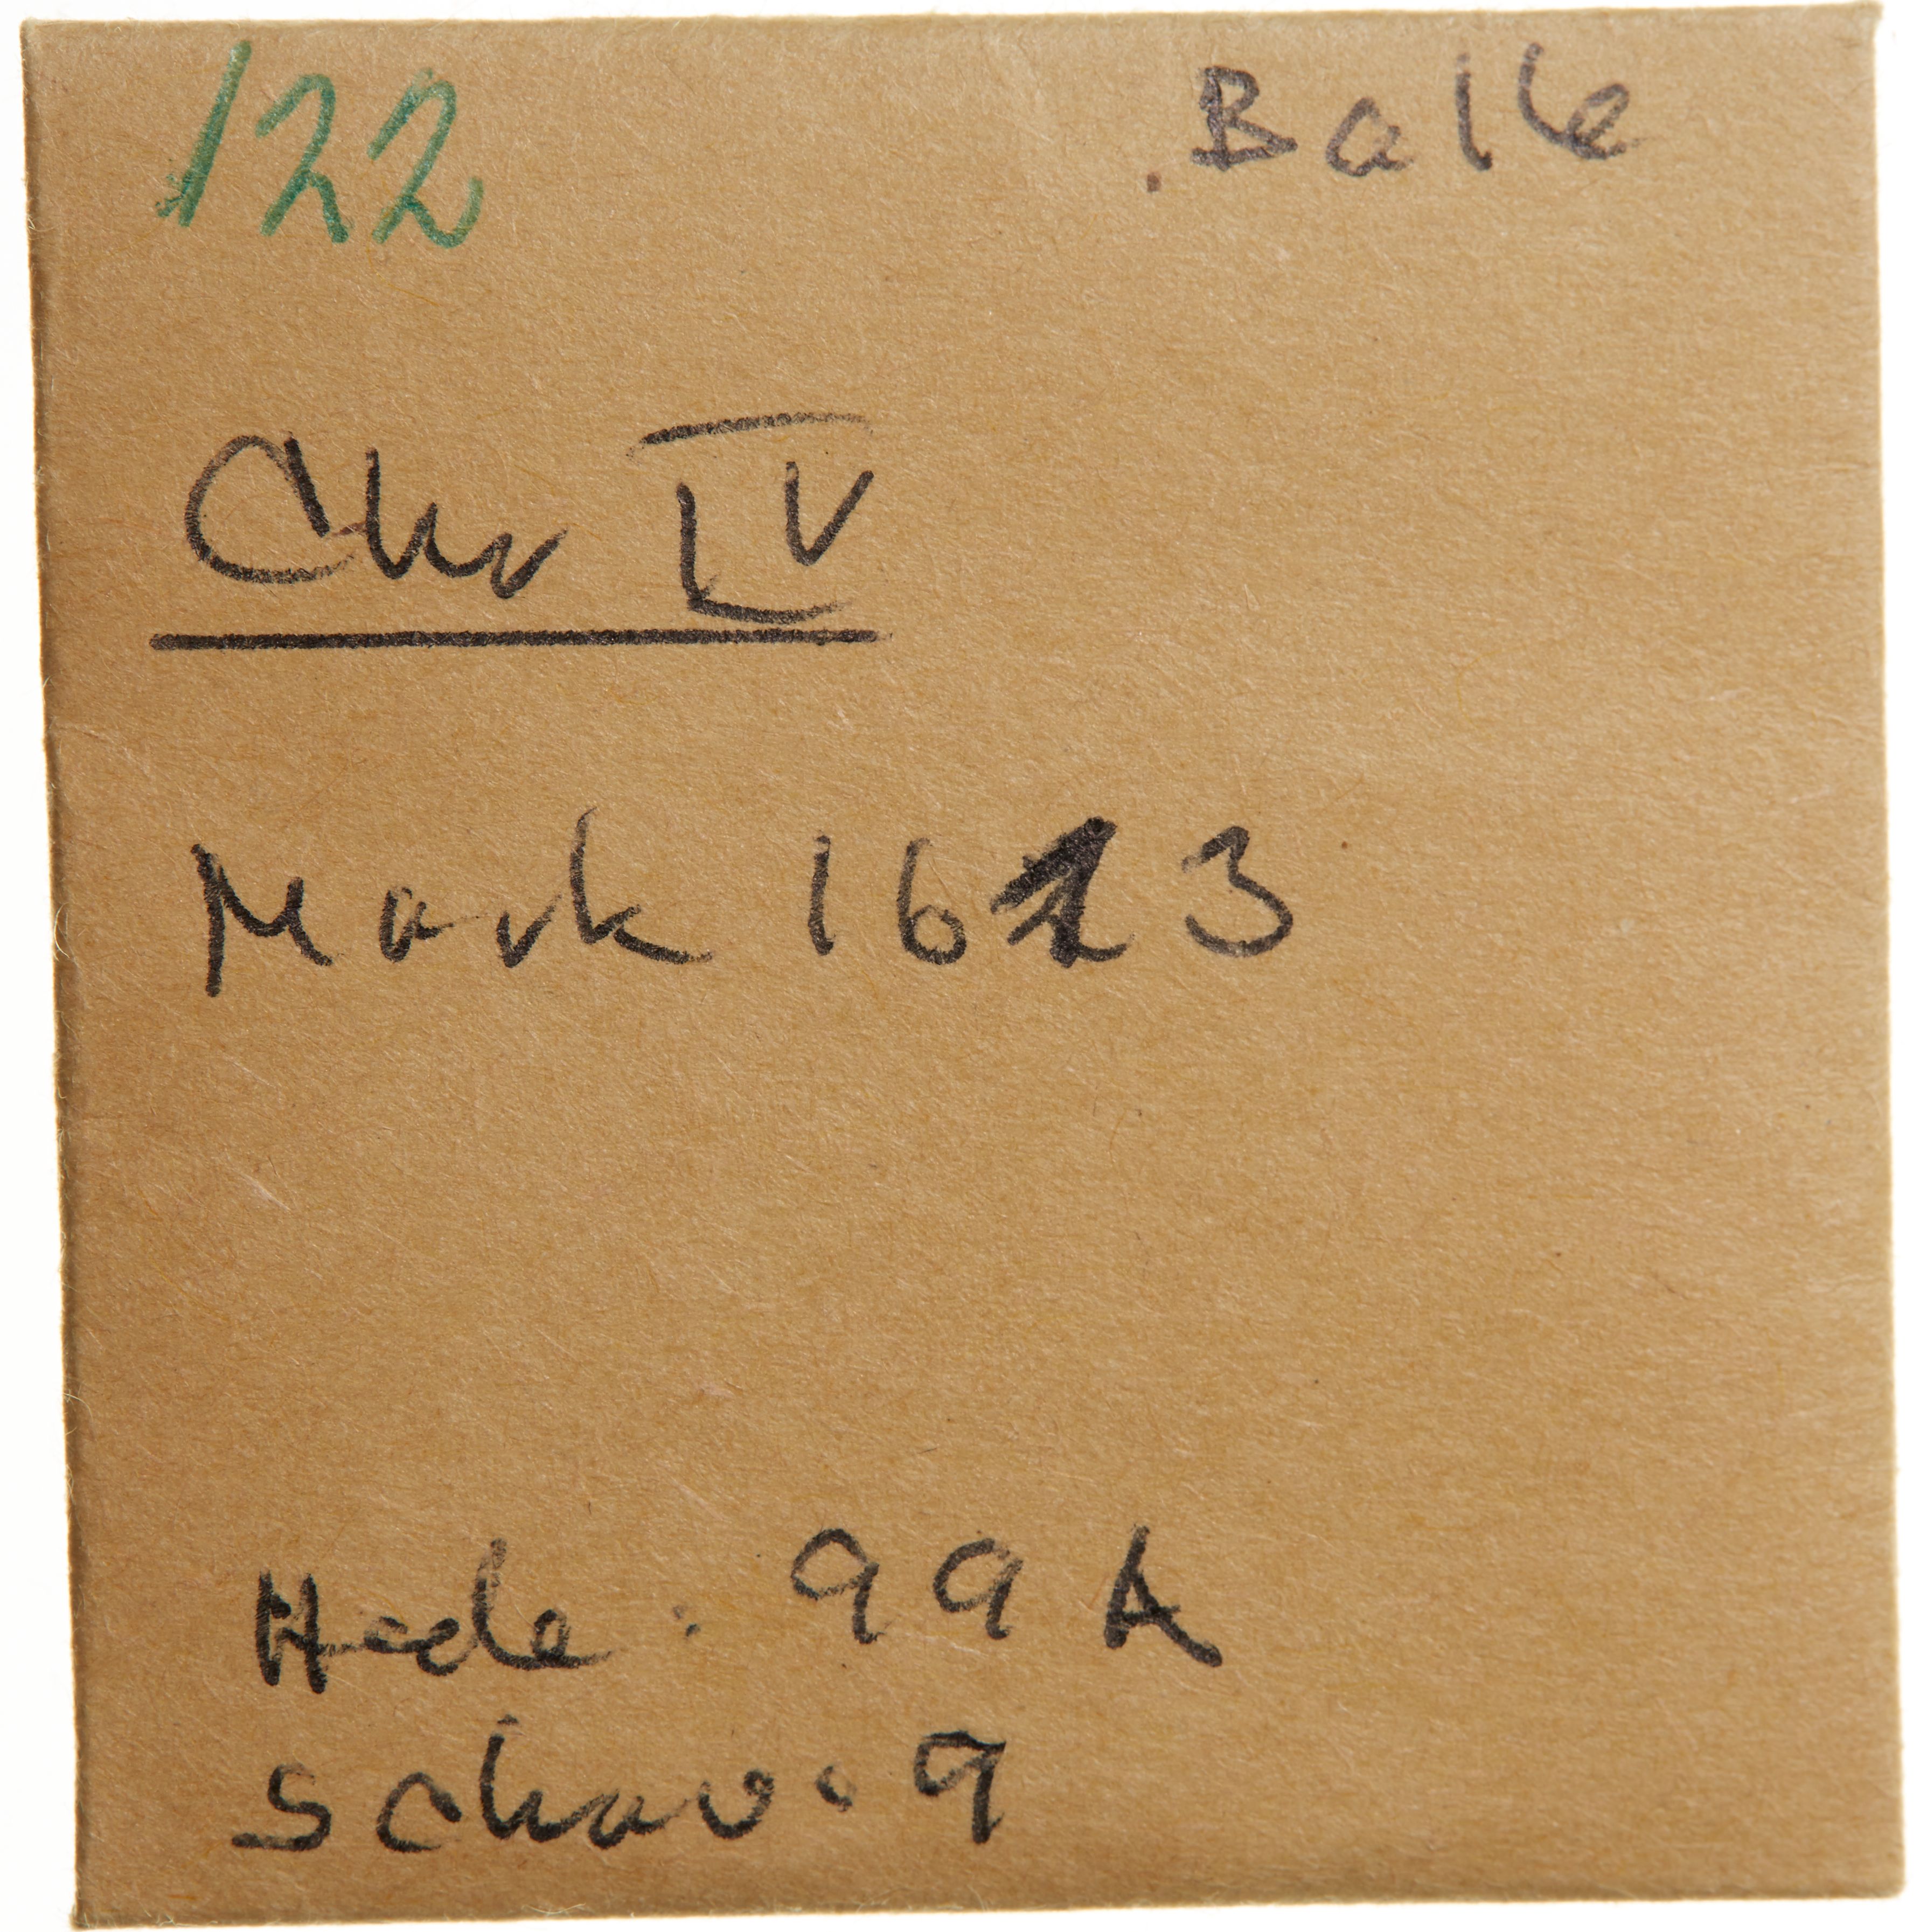 122 Balle
Chr IV
Mark 1613
Hede: 99A
Schou: 9